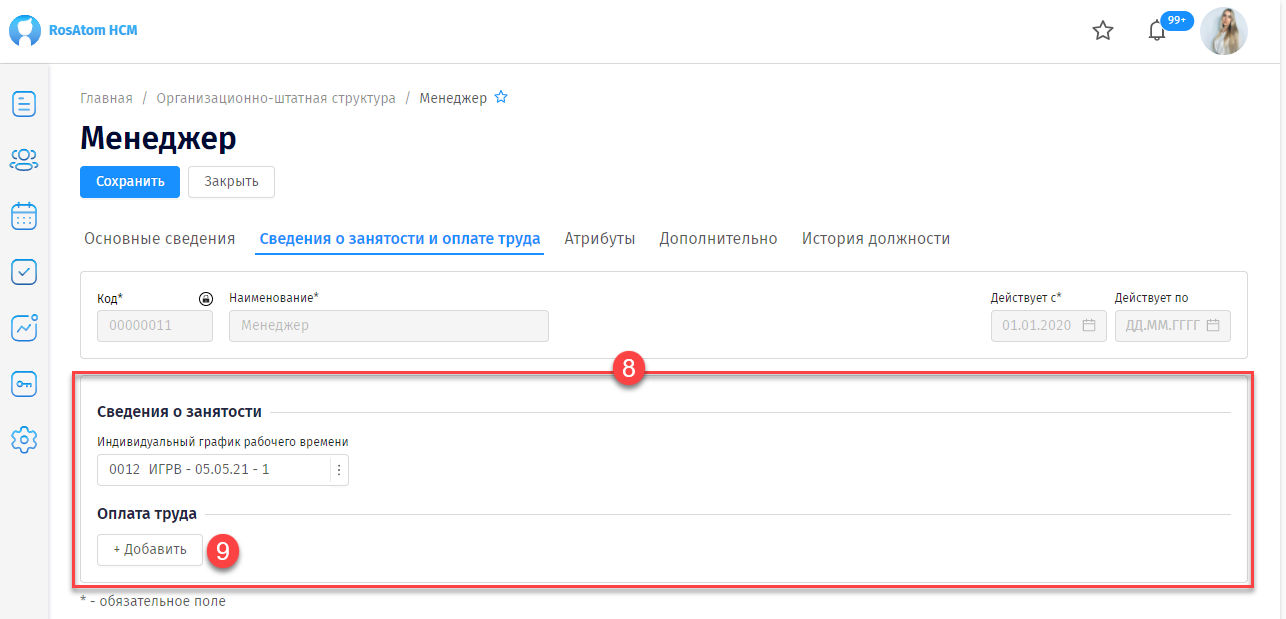 RosAtom HCM
99+
Главная / Организационно-штатная структура / Менеджер
Менеджер
Сохранить Закрыть
Основные сведения Сведения о занятости и оплате труда Атрибуты Дополнительно История должности
Код* Наименование* Действует с* Действует по
00000011 Менеджер 01.01.2020 ДД.ММ.ГГГГ
8
Сведения о занятости
Индивидуальный график рабочего времени
0012 ИГРВ - 05.05.21 - 1
Оплата труда
+ Добавить 9
* - обязательное поле